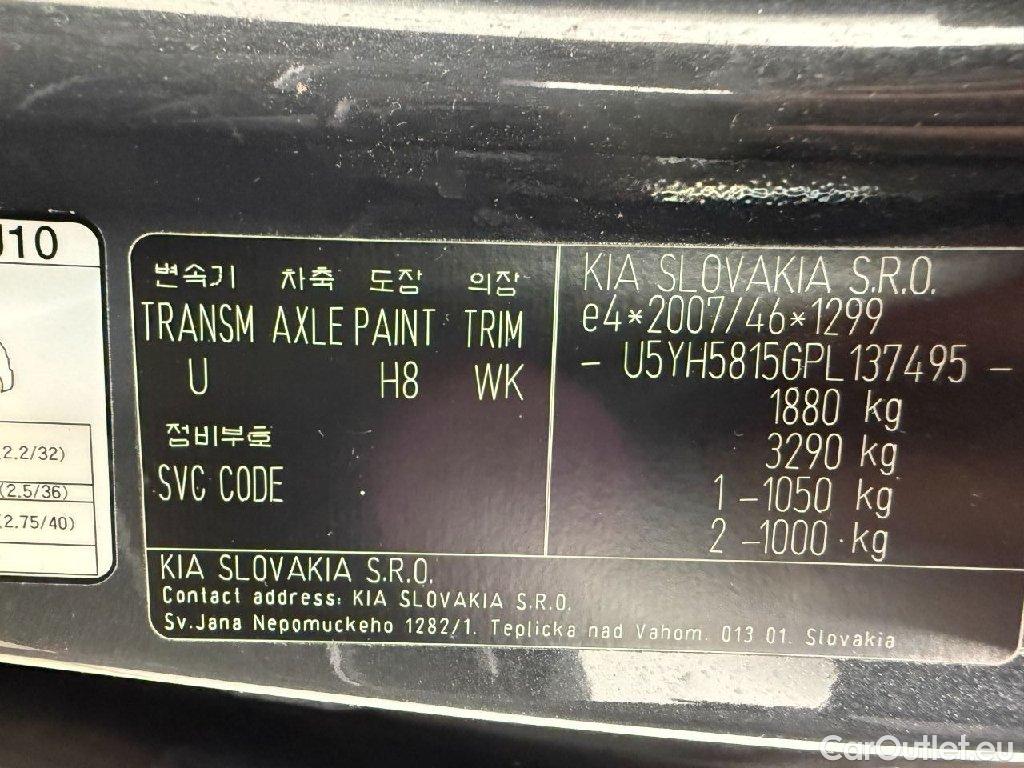 U10
2.2/32)
(2.5/36)
(2.75/40)
변속기 차축 도장 의장
TRANSM AXLE PAINT TRIM
U H8 WK
점비부호
SVC CODE
KIA SLOVAKIA S.R.O.
e4*2007/46*1299
- U5YH5815GPL137495 -
1880 kg
3290 kg
1 -1050 kg
2 -1000 kg
KIA SLOVAKIA S.R.O.
Contact address: KIA SLOVAKIA S.R.O.
Sv.Jana Nepomuckeho 1282/1. Teplicka nad Vahom. 013 01. Slovakia
CarOutlet.eu